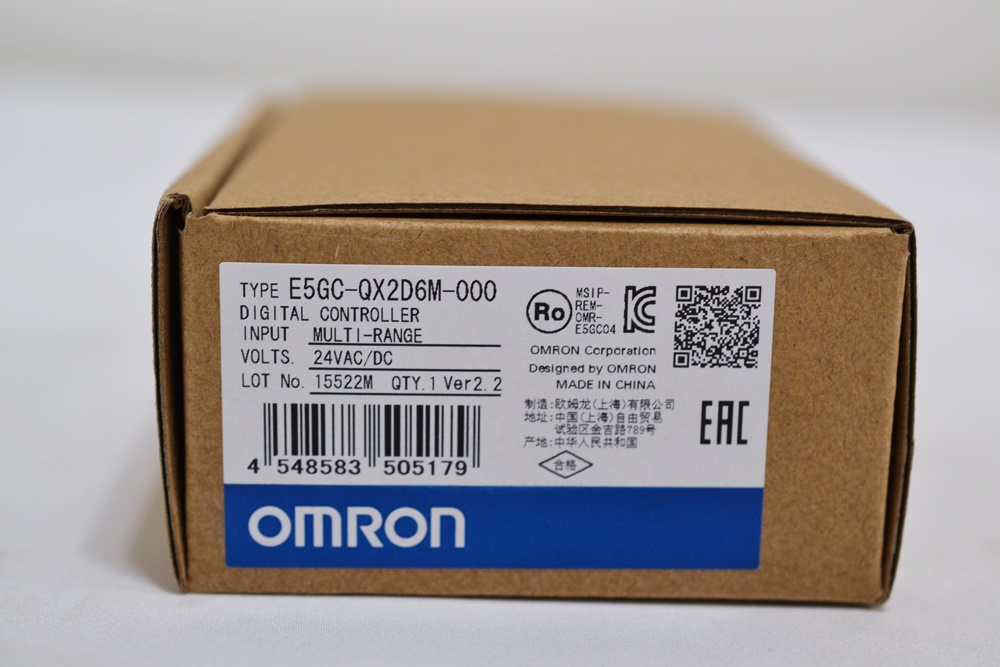 TYPE E5GC-QX2D6M-000
DIGITAL CONTROLLER
INPUT MULTI-RANGE
VOLTS. 24VAC/DC
LOT No. 15522M QTY.1 Ver2.2
4 548583 505179
Ro
MSIP-
REM-
OMR-
E5GC04
OMRON Corporation
Designed by OMRON
MADE IN CHINA
制造:欧姆龙(上海)有限公司
地址:中国(上海)自由贸易
试验区金吉路789号
产地:中华人民共和国
合格
EAC
OMRON